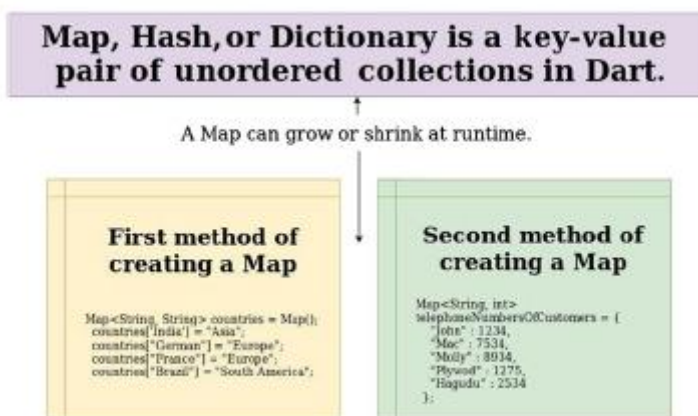 Map, Hash, or Dictionary is a key-value
pair of unordered collections in Dart.
A Map can grow or shrink at runtime.
First method of
creating a Map
Map<String, String> countries = Map();
countries['India'] = "Asia";
countries["German"] = "Europe";
countries["France"] = "Europe";
countries["Brazil"] = "South America";
Second method of
creating a Map
Map<String, int>
telephoneNumbersOfCustomers = {
"John" : 1234,
"Mac" : 7534,
"Molly" : 8934,
"Plywod" : 1275,
"Hagudu" : 2534
};